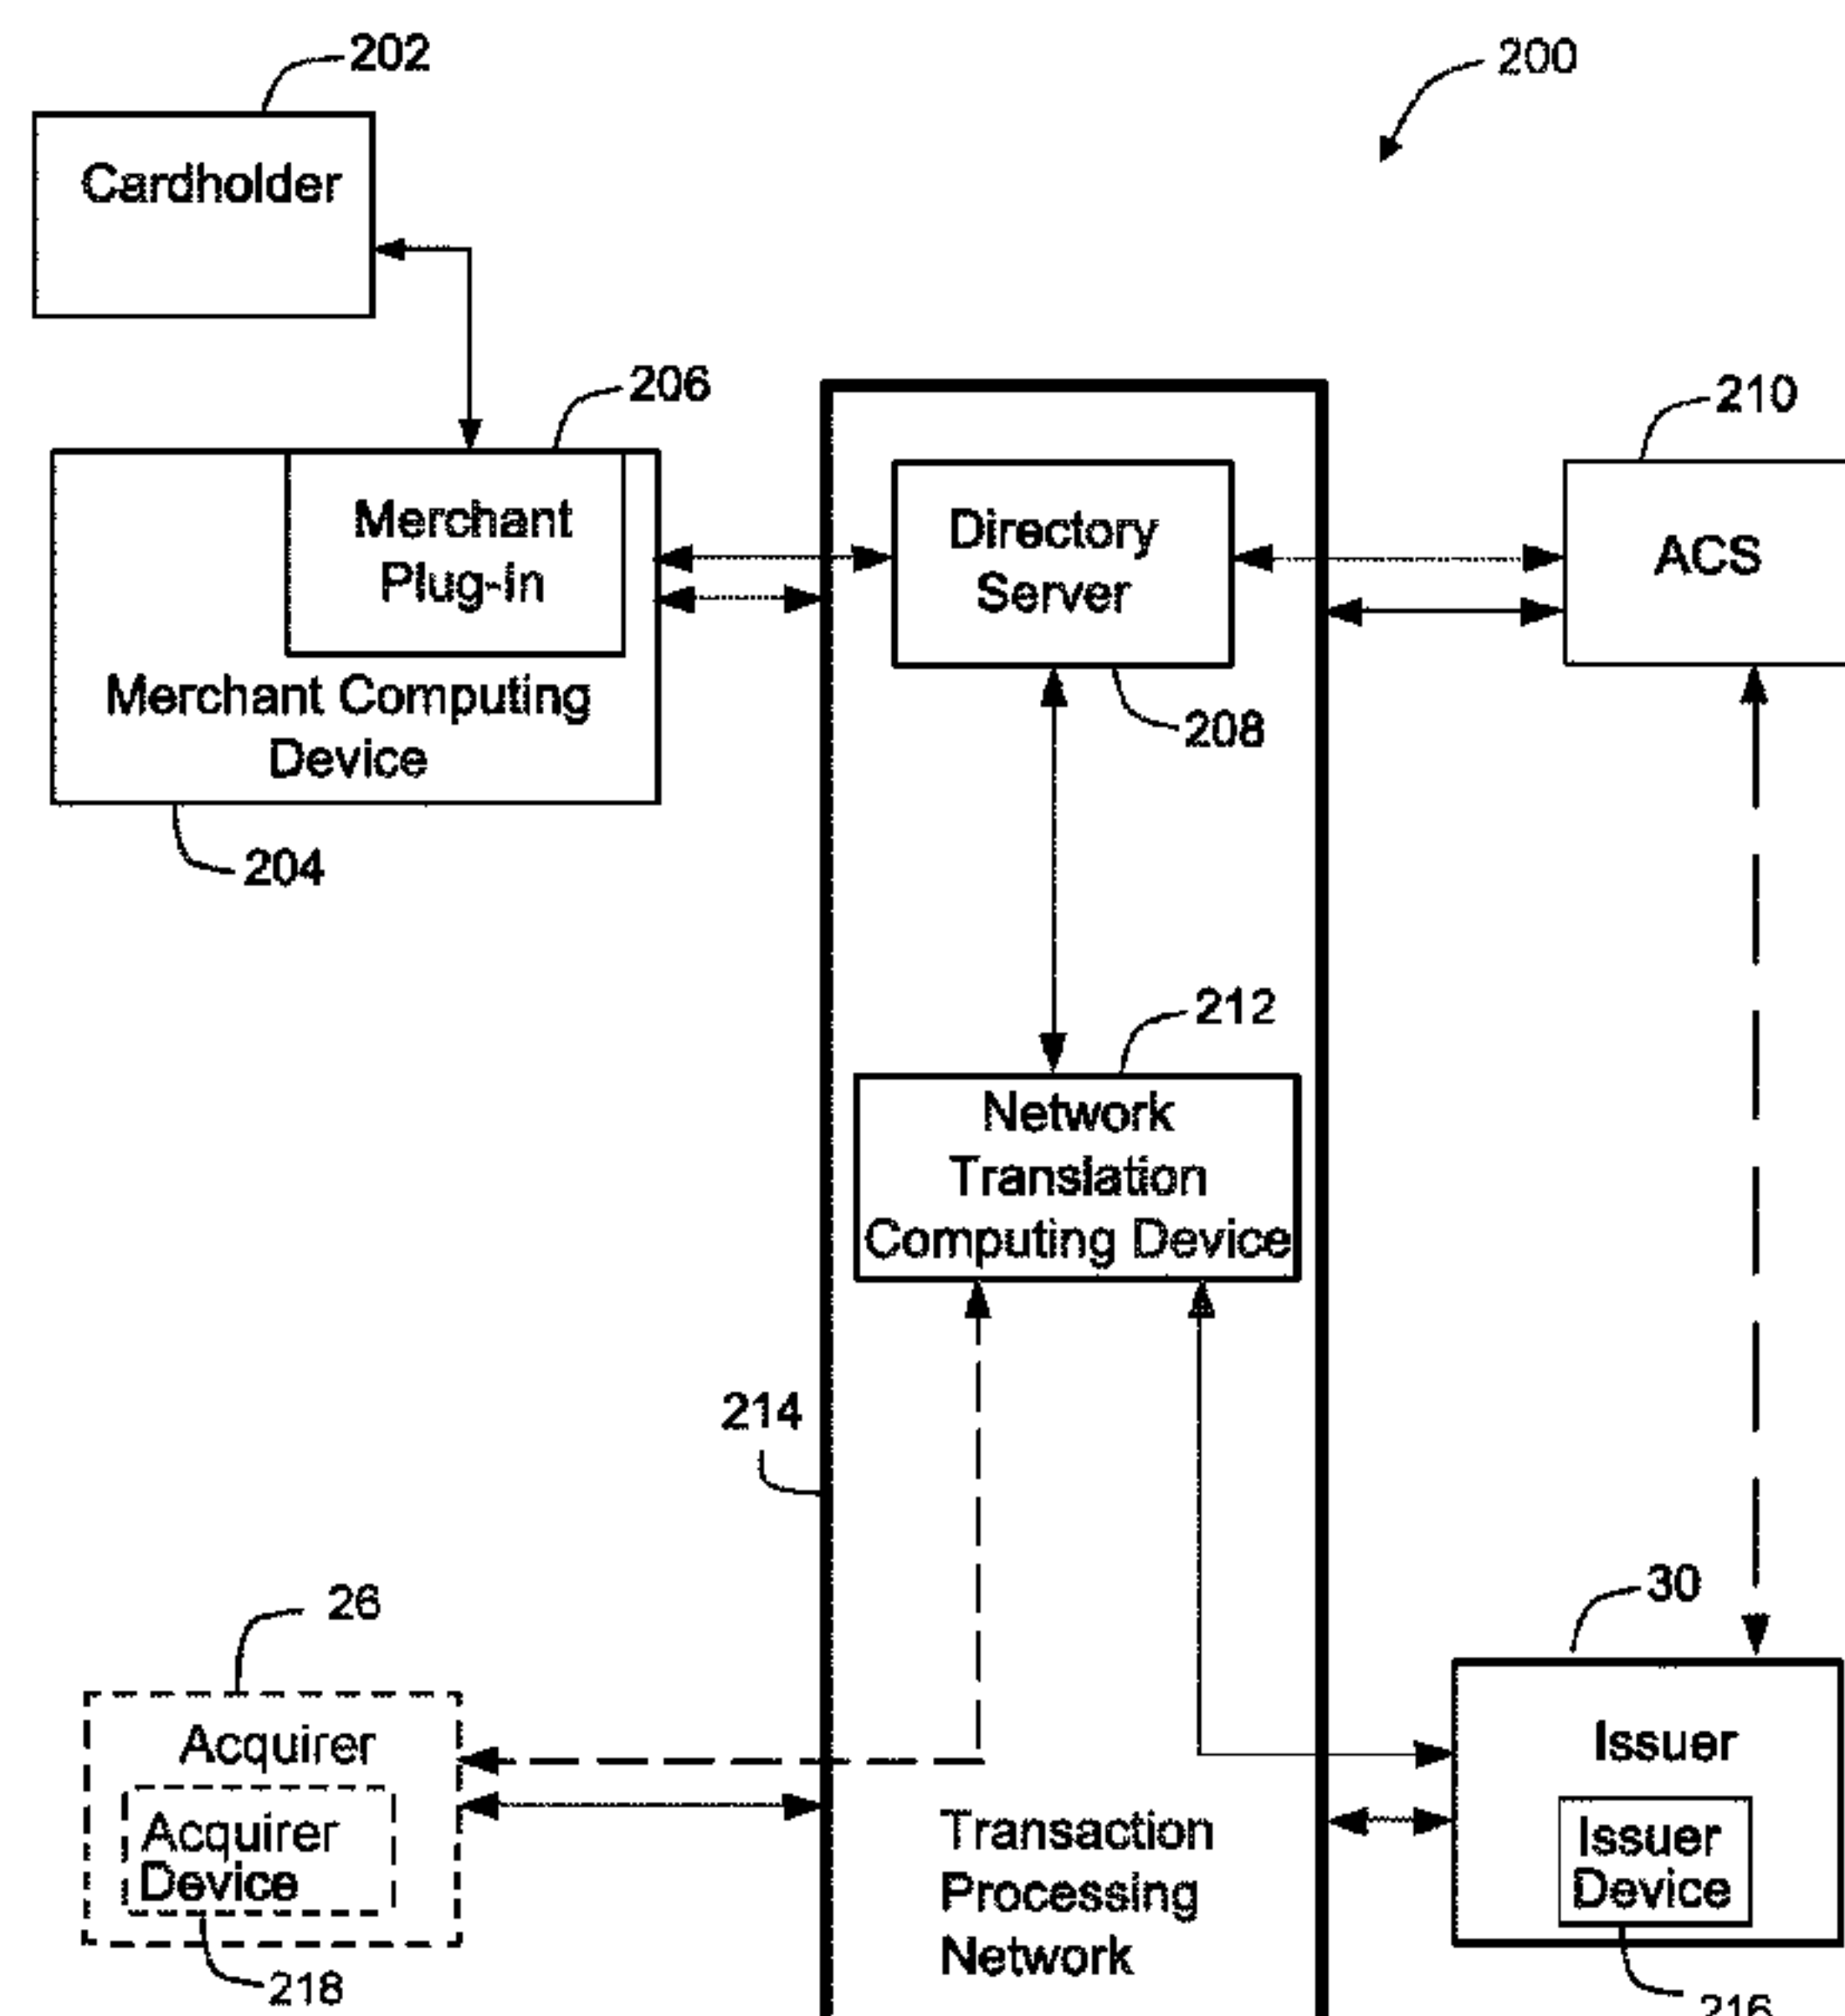 202
200
Cardholder
206
210
Merchant
Plug-in
Merchant Computing
Device
204
Directory
Server
208
ACS
212
Network
Translation
Computing Device
214
26
30
Acquirer
Acquirer
Device
218
Transaction
Processing
Network
Issuer
Issuer
Device
216